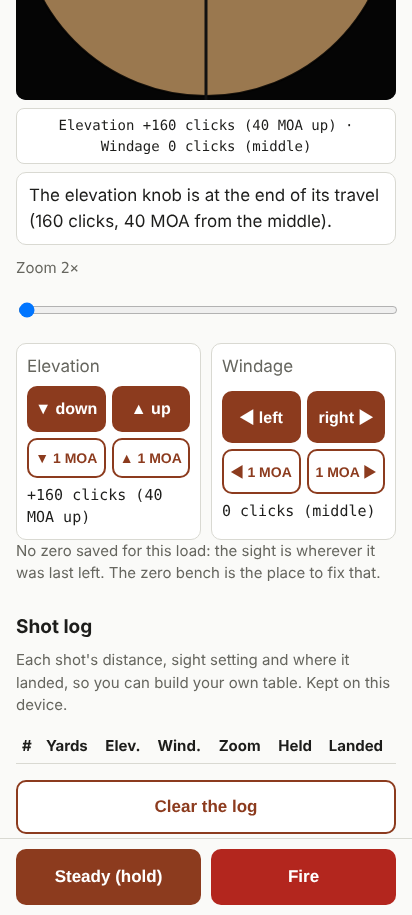 Elevation +160 clicks (40 MOA up) ·
Windage 0 clicks (middle)
The elevation knob is at the end of its travel
(160 clicks, 40 MOA from the middle).
Zoom 2×
Elevation
▼ down ▲ up
▼ 1 MOA ▲ 1 MOA
+160 clicks (40
MOA up)
Windage
◀ left right ▶
◀ 1 MOA 1 MOA ▶
0 clicks (middle)
No zero saved for this load: the sight is wherever it
was last left. The zero bench is the place to fix that.
Shot log
Each shot's distance, sight setting and where it
landed, so you can build your own table. Kept on this
device.
# Yards Elev. Wind. Zoom Held Landed
Clear the log
Steady (hold) Fire